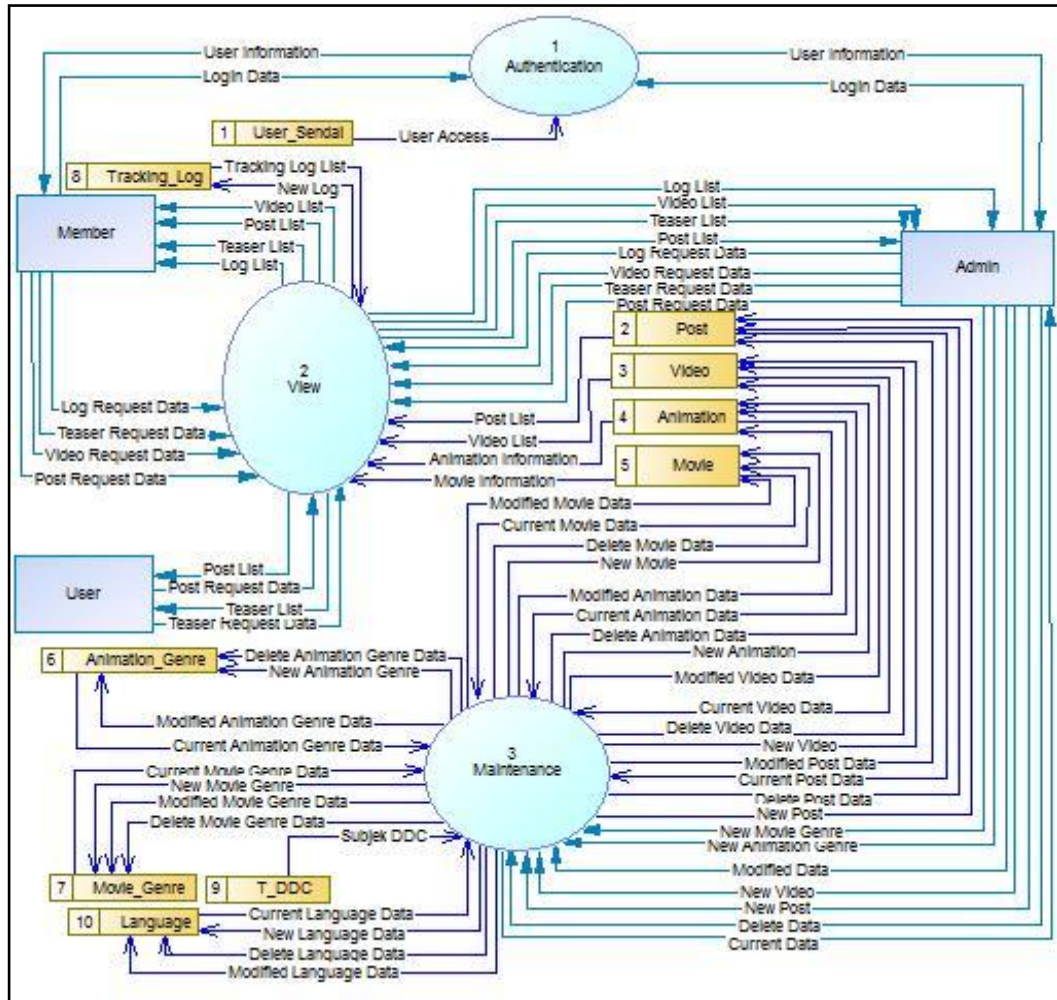 1
Authentication
User Information
User Information
Login Data
Login Data
1 User_Sendal
User Access
8 Tracking_Log
Tracking Log List
New Log
Member
Video List
Post List
Teaser List
Log List
Log List
Video List
Teaser List
Post List
Log Request Data
Video Request Data
Teaser Request Data
Post Request Data
Admin
2
View
2 Post
3 Video
4 Animation
5 Movie
Log Request Data
Teaser Request Data
Video Request Data
Post Request Data
Post List
Video List
Animation Information
Movie Information
Modified Movie Data
Current Movie Data
Delete Movie Data
New Movie
User
Post List
Post Request Data
Teaser List
Teaser Request Data
Modified Animation Data
Current Animation Data
Delete Animation Data
New Animation
Modified Video Data
6 Animation_Genre
Delete Animation Genre Data
New Animation Genre
Modified Animation Genre Data
Current Animation Genre Data
Current Video Data
Delete Video Data
New Video
3
Maintenance
Modified Post Data
Current Post Data
Delete Post Data
New Post
Current Movie Genre Data
New Movie Genre
Modified Movie Genre Data
Delete Movie Genre Data
Subjek DDC
New Movie Genre
New Animation Genre
Modified Data
New Video
New Post
Delete Data
Current Data
7 Movie_Genre
9 T_DDC
10 Language
Current Language Data
New Language Data
Delete Language Data
Modified Language Data